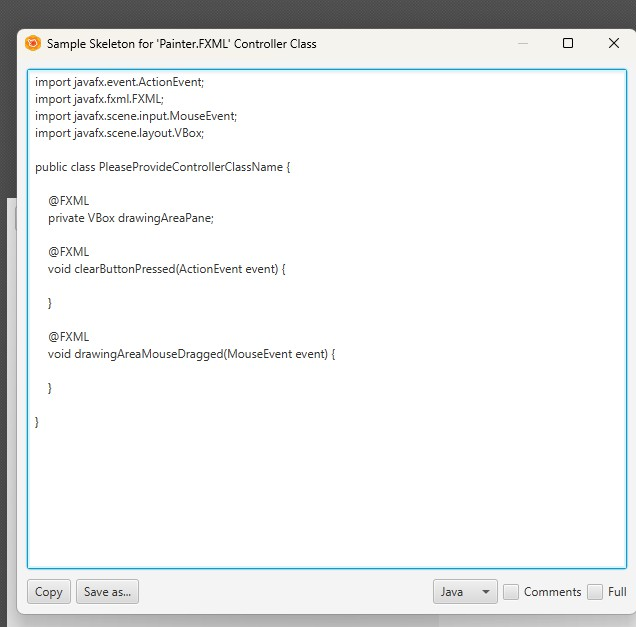 Sample Skeleton for 'Painter.FXML' Controller Class
import javafx.event.ActionEvent;
import javafx.fxml.FXML;
import javafx.scene.input.MouseEvent;
import javafx.scene.layout.VBox;
public class PleaseProvideControllerClassName {
@FXML
private VBox drawingAreaPane;
@FXML
void clearButtonPressed(ActionEvent event) {
}
@FXML
void drawingAreaMouseDragged(MouseEvent event) {
}
}
Copy Save as... Java Comments Full